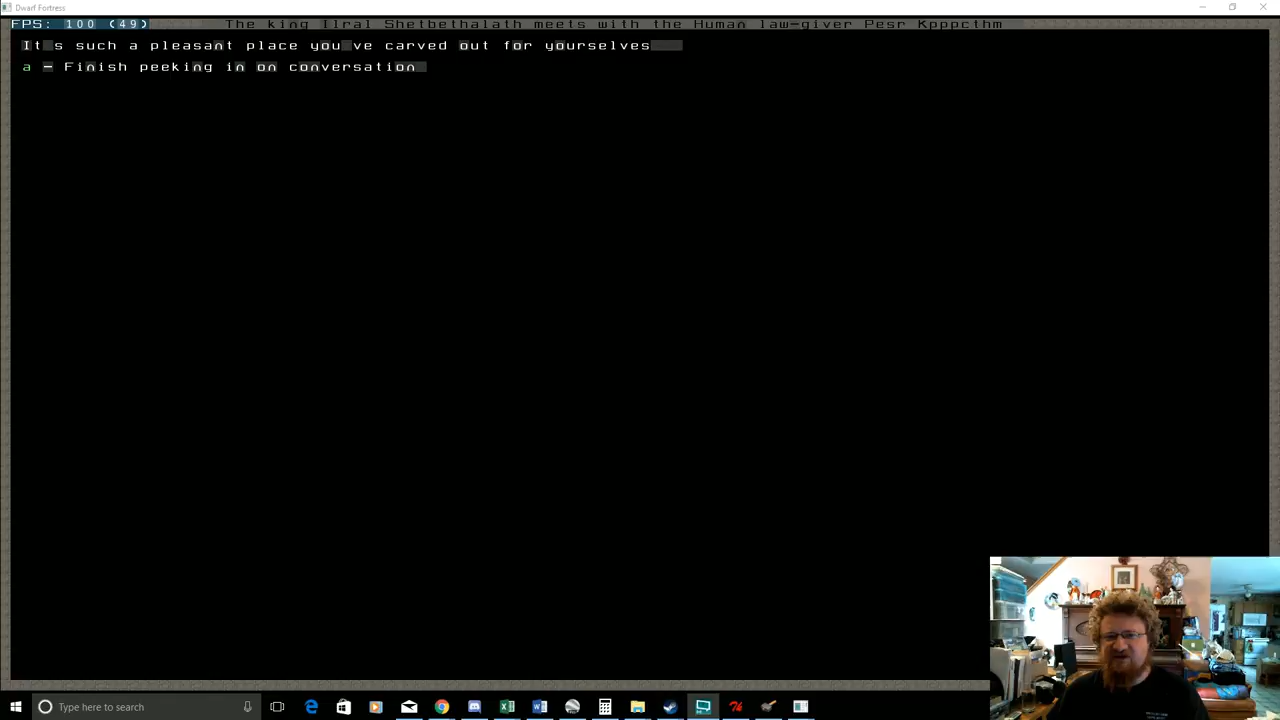 Dwarf Fortress
FPS: 100 (49) The king Ilral Shetbethalath meets with the Human law-giver Pesr Kpppcthm
It's such a pleasant place you've carved out for yourselves.
a - Finish peeking in on conversation.
Type here to search